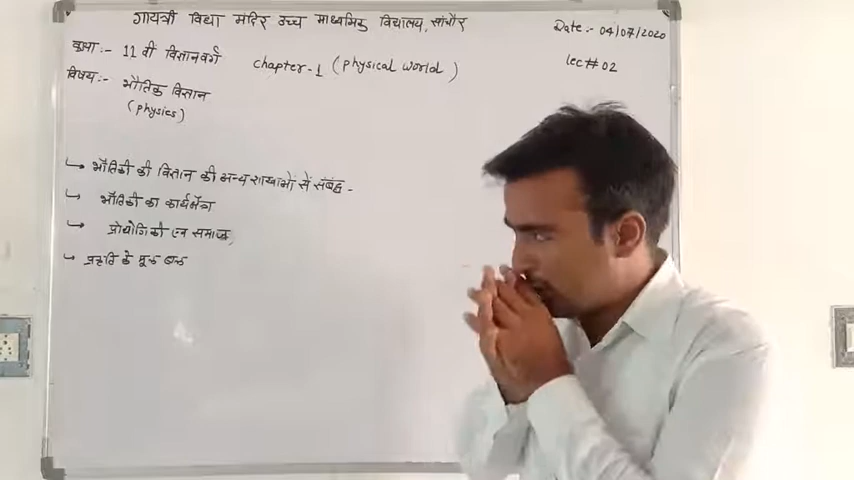 गायत्री विद्या मंदिर उच्च माध्यमिक विद्यालय, सांचौर
Date:- 04/07/2020
कक्षा:- 11 वीं विज्ञान वर्ग
chapter-1 (physical world)
lec# 02
विषय:- भौतिक विज्ञान
(physics)
↳ भौतिकी की विज्ञान की अन्य शाखाओं से संबंध -
↳ भौतिकी का कार्यक्षेत्र
↳ प्रोद्योगिकी एवं समाज,
↳ प्रकृति के मूल बल